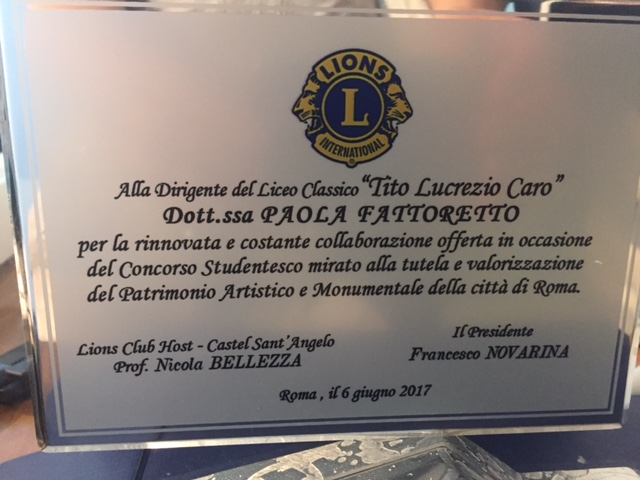 LIONS
L
INTERNATIONAL
Alla Dirigente del Liceo Classico "Tito Lucrezio Caro"
Dott.ssa PAOLA FATTORETTO
per la rinnovata e costante collaborazione offerta in occasione
del Concorso Studentesco mirato alla tutela e valorizzazione
del Patrimonio Artistico e Monumentale della città di Roma.
Lions Club Host - Castel Sant'Angelo
Prof. Nicola BELLEZZA
Il Presidente
Francesco NOVARINA
Roma , il 6 giugno 2017